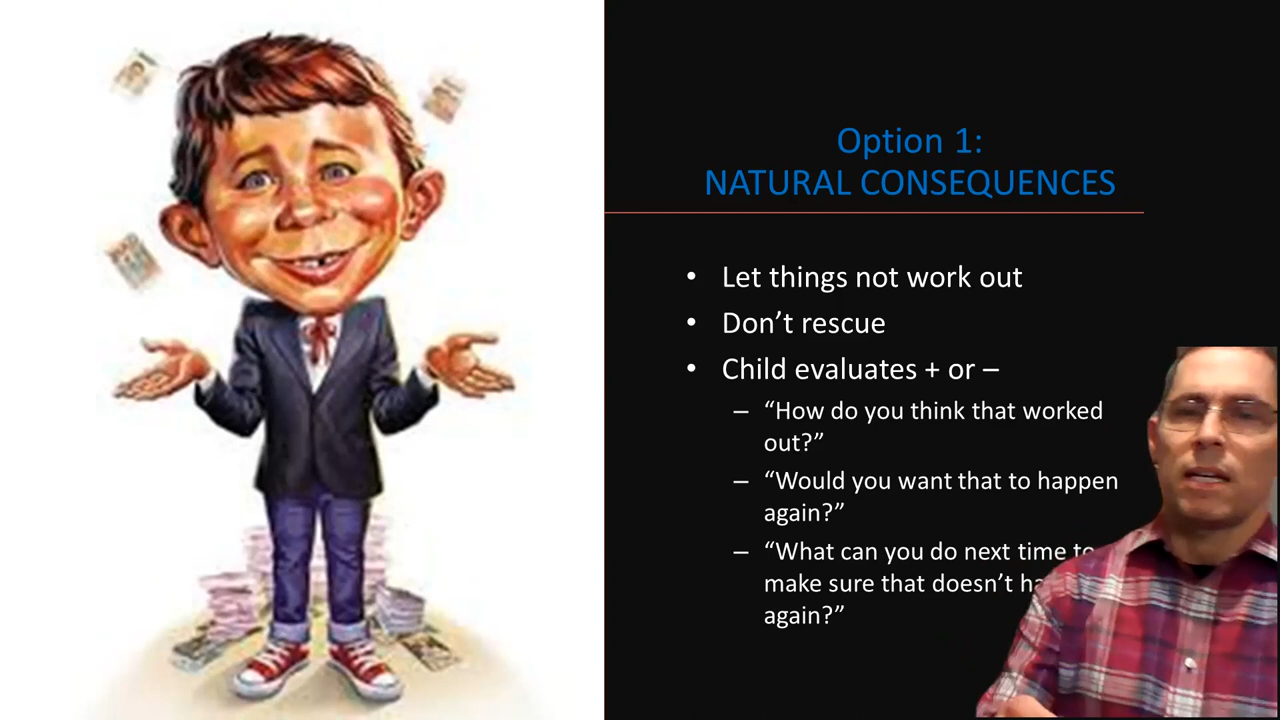 Option 1:
NATURAL CONSEQUENCES
• Let things not work out
• Don’t rescue
• Child evaluates + or –
– “How do you think that worked
out?”
– “Would you want that to happen
again?”
– “What can you do next time to
make sure that doesn’t
again?”